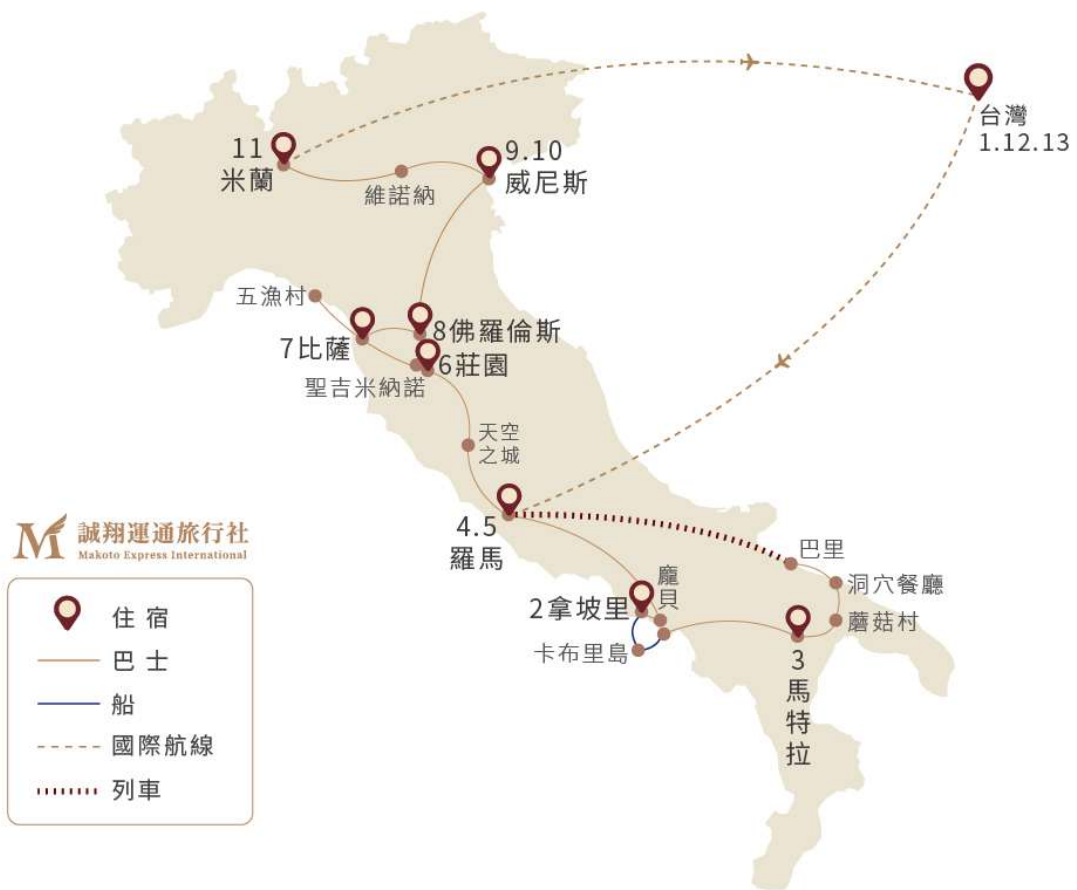 11
米蘭
維諾納
9.10
威尼斯
台灣
1.12.13
五漁村
7比薩
8佛羅倫斯
6莊園
聖吉米納諾
天空
之城
4.5
羅馬
巴里
洞穴餐廳
蘑菇村
龐
貝
2拿坡里
卡布里島
3
馬
特
拉
M 誠翔運通旅行社
Makoto Express International
住宿
巴士
船
國際航線
列車